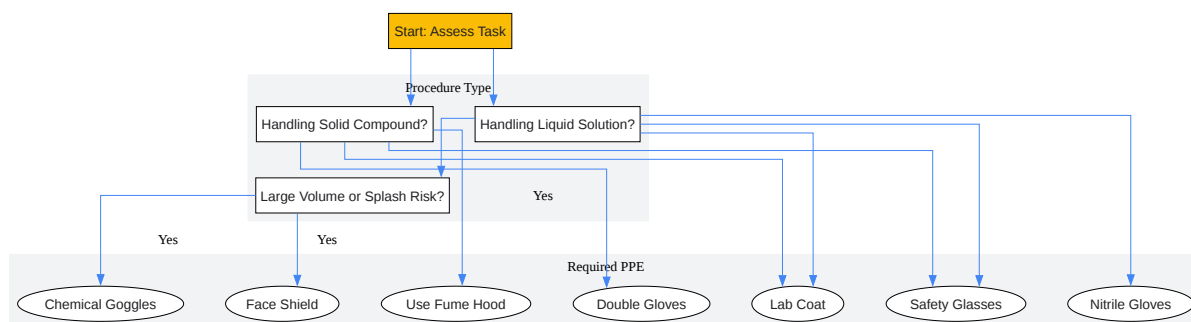 Start: Assess Task
Procedure Type
Handling Solid Compound?
Handling Liquid Solution?
Large Volume or Splash Risk?
Yes
Yes
Yes
Required PPE
Chemical Goggles
Face Shield
Use Fume Hood
Double Gloves
Lab Coat
Safety Glasses
Nitrile Gloves